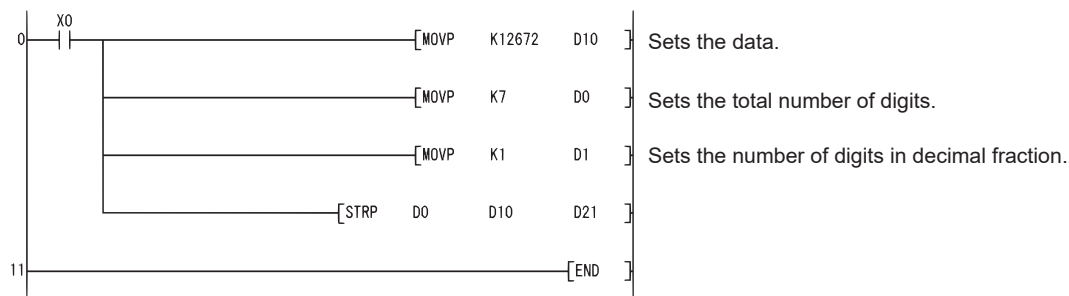 X0
0 [MOVP K12672 D10 ] Sets the data.
[MOVP K7 D0 ] Sets the total number of digits.
[MOVP K1 D1 ] Sets the number of digits in decimal fraction.
[STRP D0 D10 D21 ]
11 [END ]